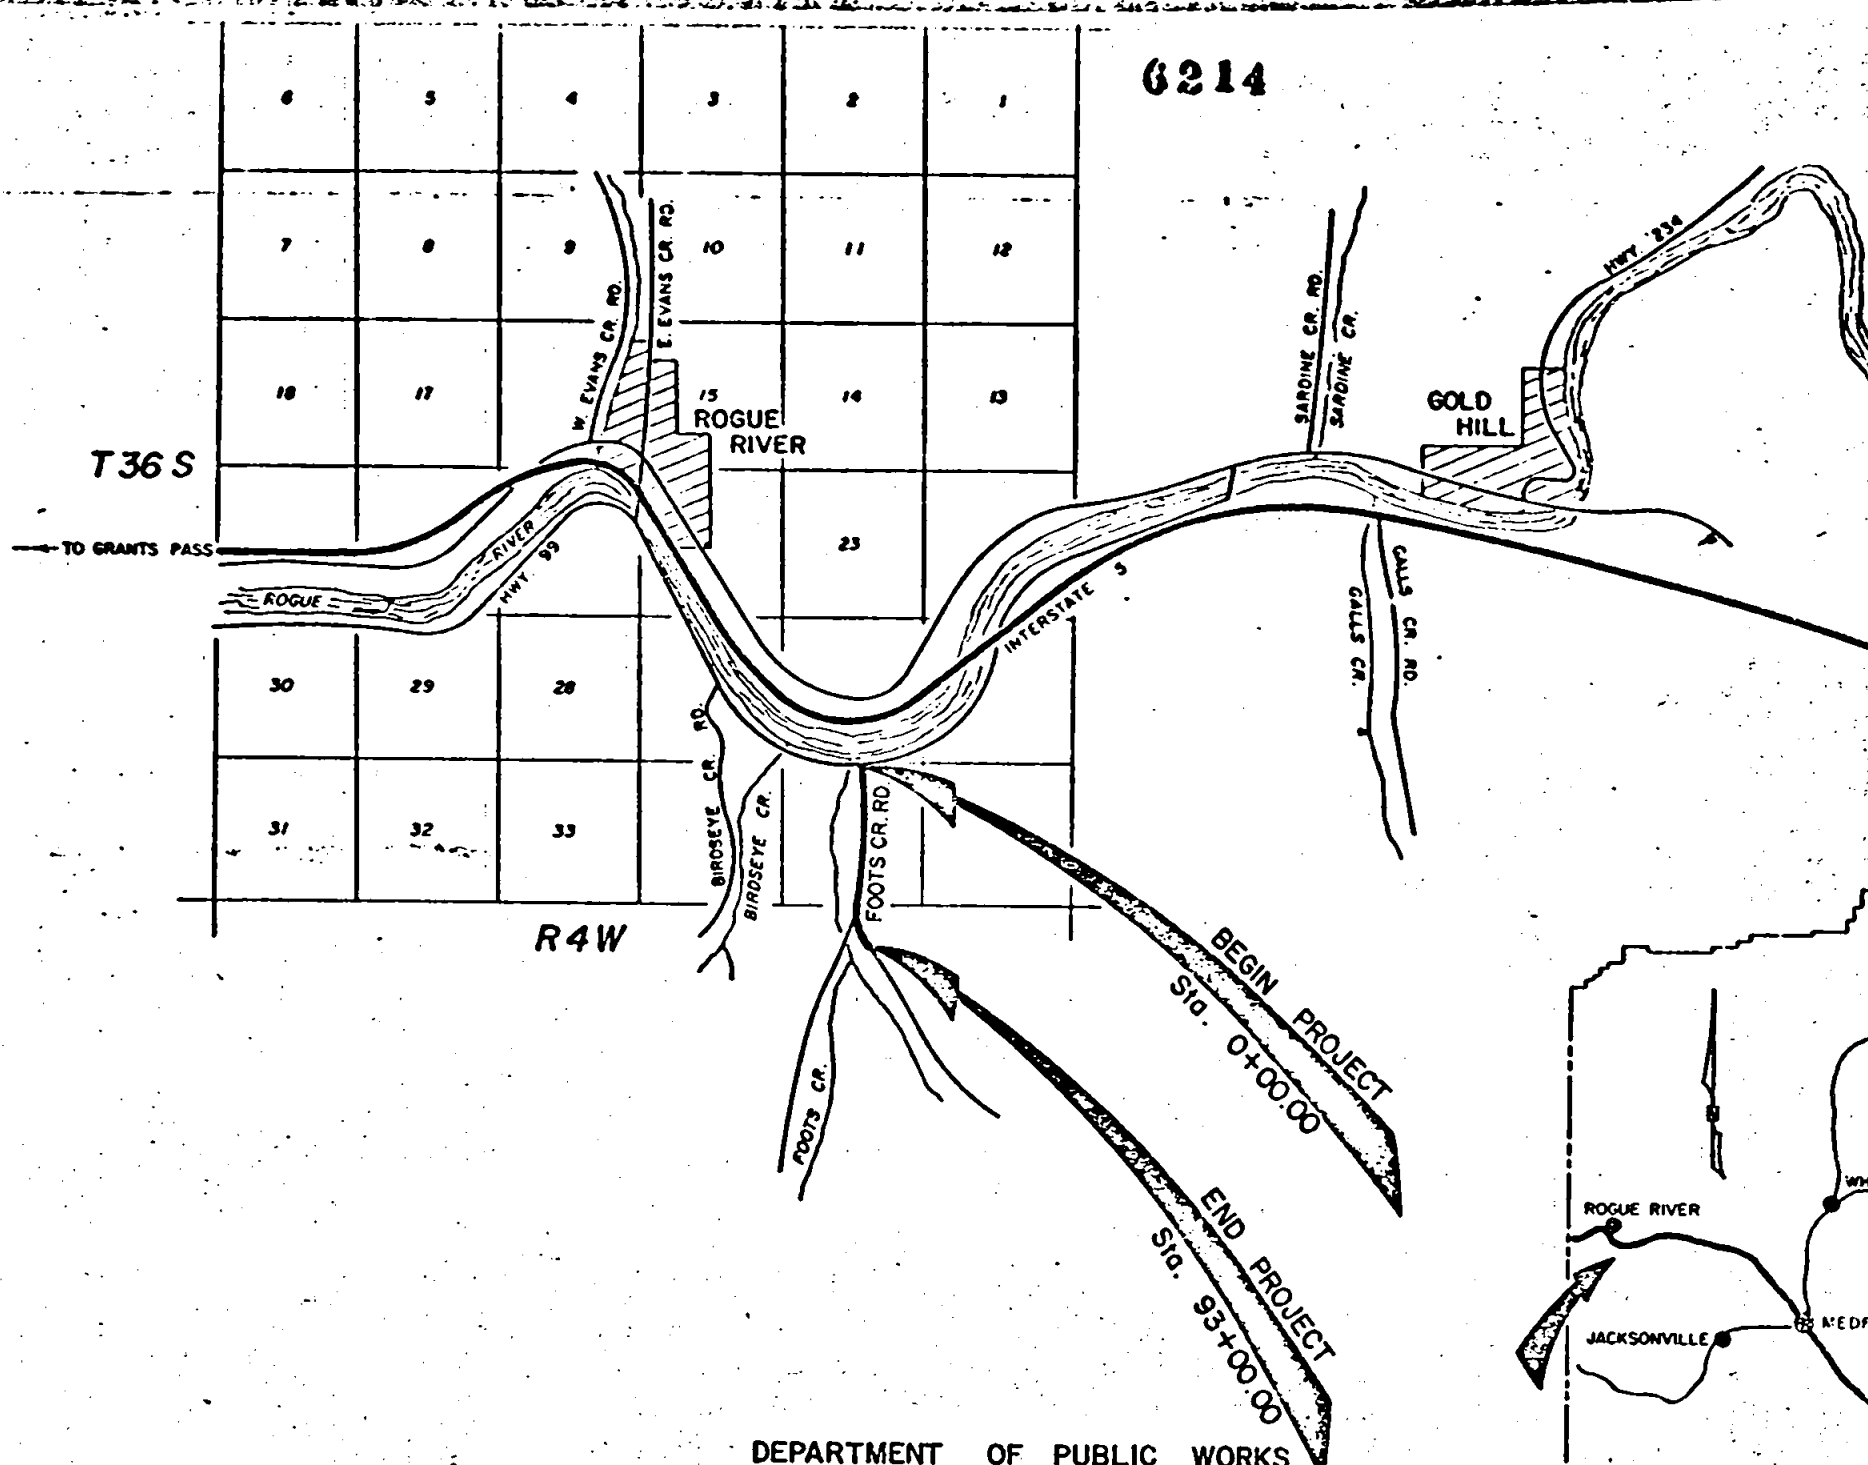 6214
6 5 4 3 2 1
7 8 9 10 11 12
W. EVANS CR. RD.
E. EVANS CR. RD.
SARDINE CR. RD.
SARDINE CR.
HWY. 234
18 17 15 14 13
ROGUE
RIVER
GOLD
HILL
T36S
TO GRANTS PASS
RIVER
HWY. 99
ROGUE
23
INTERSTATE 5
GALLS CR. RD.
GALLS CR.
30 29 28
31 32 33
BIRDSEYE CR. RD.
BIRDSEYE CR.
FOOTS CR. RD.
R4W
BEGIN PROJECT
Sta. 0+00.00
FOOTS CR.
END PROJECT
Sta. 93+00.00
WH
ROGUE RIVER
JACKSONVILLE
MEDF
DEPARTMENT OF PUBLIC WORKS